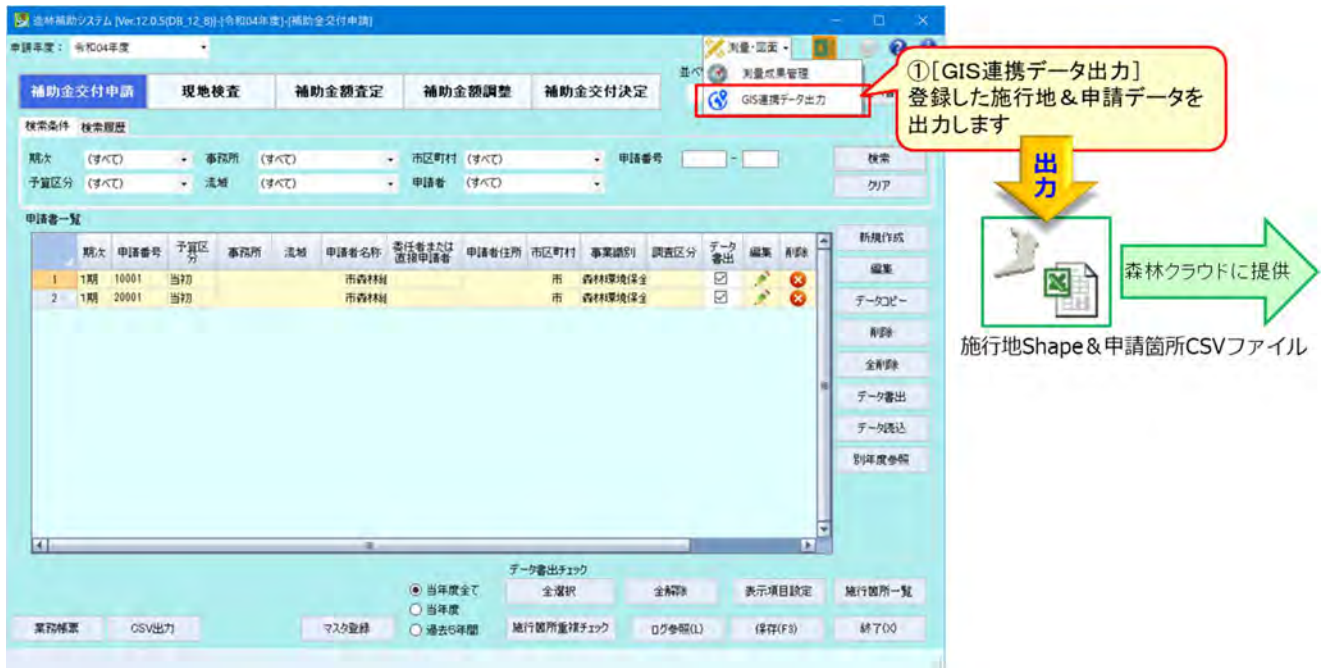 造林補助システム [Ver.12.0.5(DB_12_8)]-[令和04年度]-[補助金交付申請]
申請年度： 令和04年度
測量・図面
測量成果管理
GIS連携データ出力
①[GIS連携データ出力]
登録した施行地&申請データを
出力します
補助金交付申請 現地検査 補助金額査定 補助金額調整 補助金交付決定
検索条件 検索履歴
期次 (すべて) 事務所 (すべて) 市区町村 (すべて) 申請番号 - 検索
予算区分 (すべて) 流域 (すべて) 申請者 (すべて) クリア
出力
申請書一覧
期次 申請番号 予算区分 事務所 流域 申請者名称 委任者または直接申請者 申請者住所 市区町村 事業識別 調査区分 データ書出 編集 削除
1 1期 10001 当初 市森林組 市 森林環境保全
2 1期 20001 当初 市森林組 市 森林環境保全
新規作成
編集
データコピー
削除
全削除
データ書出
データ読込
別年度参照
森林クラウドに提供
施行地Shape&申請箇所CSVファイル
データ書出チェック
当年度全て 全選択 全解除 表示項目設定 施行箇所一覧
当年度
過去5年間
業務帳票 CSV出力 マスタ登録 施行箇所重複チェック ログ参照(L) 保存(F3) 終了(X)